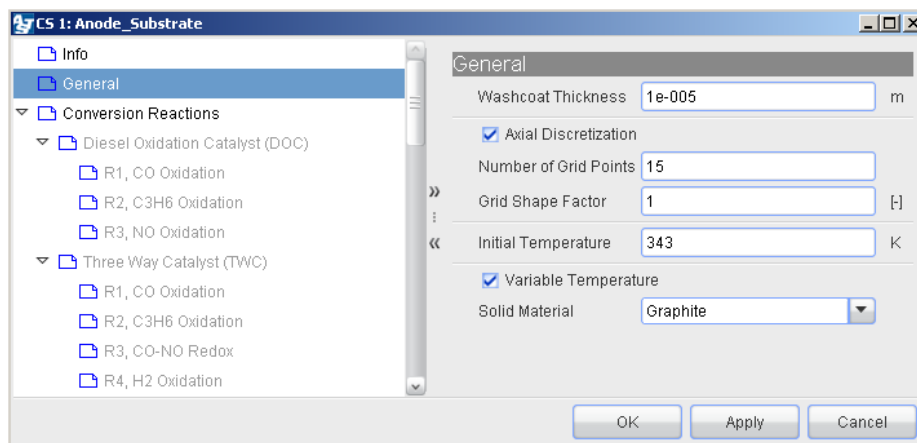 CS 1: Anode_Substrate
Info
General
Conversion Reactions
Diesel Oxidation Catalyst (DOC)
R1, CO Oxidation
R2, C3H6 Oxidation
R3, NO Oxidation
Three Way Catalyst (TWC)
R1, CO Oxidation
R2, C3H6 Oxidation
R3, CO-NO Redox
R4, H2 Oxidation
General
Washcoat Thickness 1e-005 m
Axial Discretization
Number of Grid Points 15
Grid Shape Factor 1 [-]
Initial Temperature 343 K
Variable Temperature
Solid Material Graphite
OK Apply Cancel